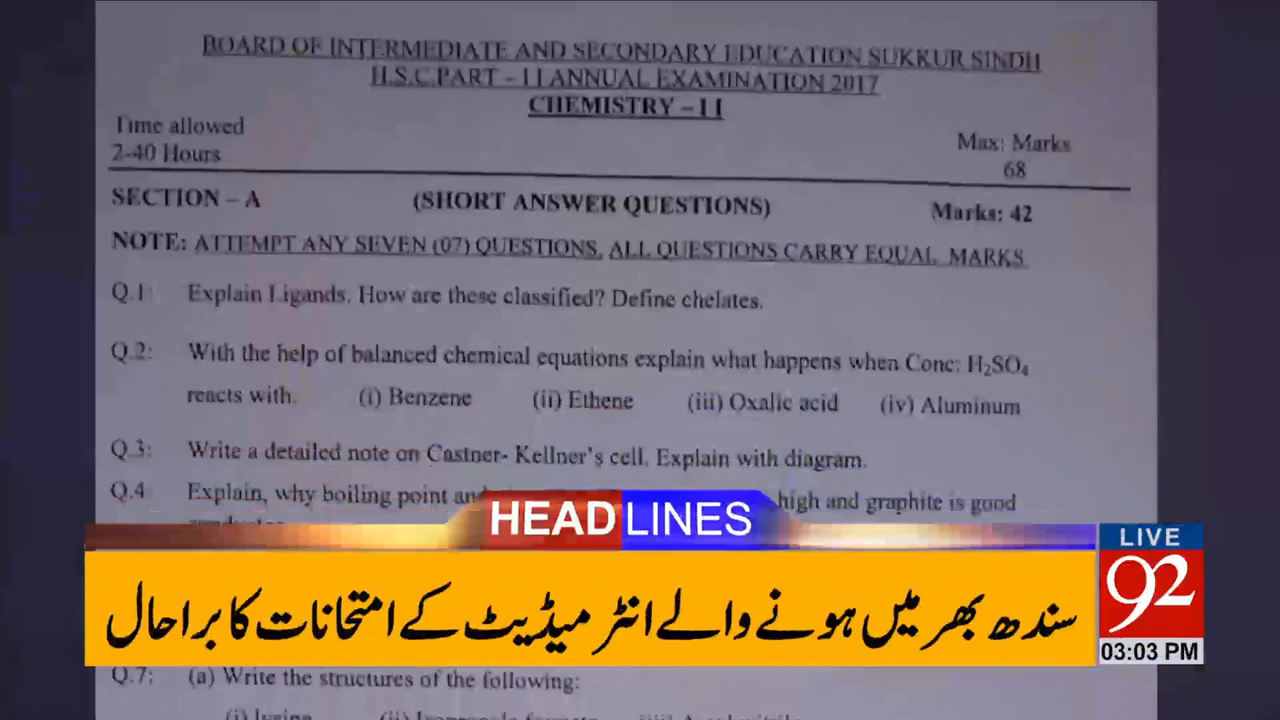 BOARD OF INTERMEDIATE AND SECONDARY EDUCATION SUKKUR SINDH
H.S.C.PART – II ANNUAL EXAMINATION 2017
CHEMISTRY – II
Time allowed
2-40 Hours
Max: Marks
68
SECTION – A (SHORT ANSWER QUESTIONS) Marks: 42
NOTE: ATTEMPT ANY SEVEN (07) QUESTIONS, ALL QUESTIONS CARRY EQUAL MARKS
Q.1: Explain Ligands. How are these classified? Define chelates.
Q.2: With the help of balanced chemical equations explain what happens when Conc: H₂SO₄
reacts with. (i) Benzene (ii) Ethene (iii) Oxalic acid (iv) Aluminum
Q.3: Write a detailed note on Castner- Kellner's cell. Explain with diagram.
Q.4 Explain, why boiling point and high and graphite is good
HEADLINES
LIVE
92
03:03 PM
سندھ بھر میں ہونے والے انٹر میڈیٹ کے امتحانات کا برا حال
Q.7: (a) Write the structures of the following: